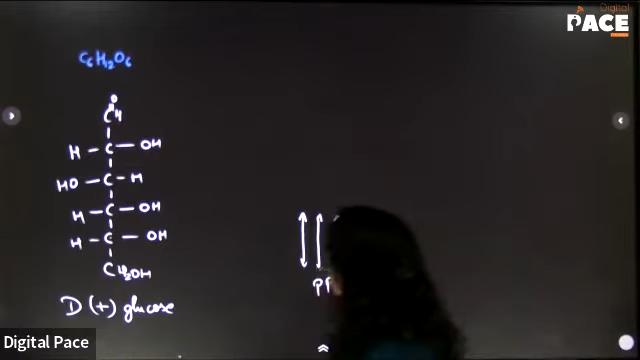 Digital
PACE
C6H12O6
O
CH
H - C - OH
HO - C - H
H - C - OH
H - C - OH
CH2OH
D (+) glucose
Digital Pace